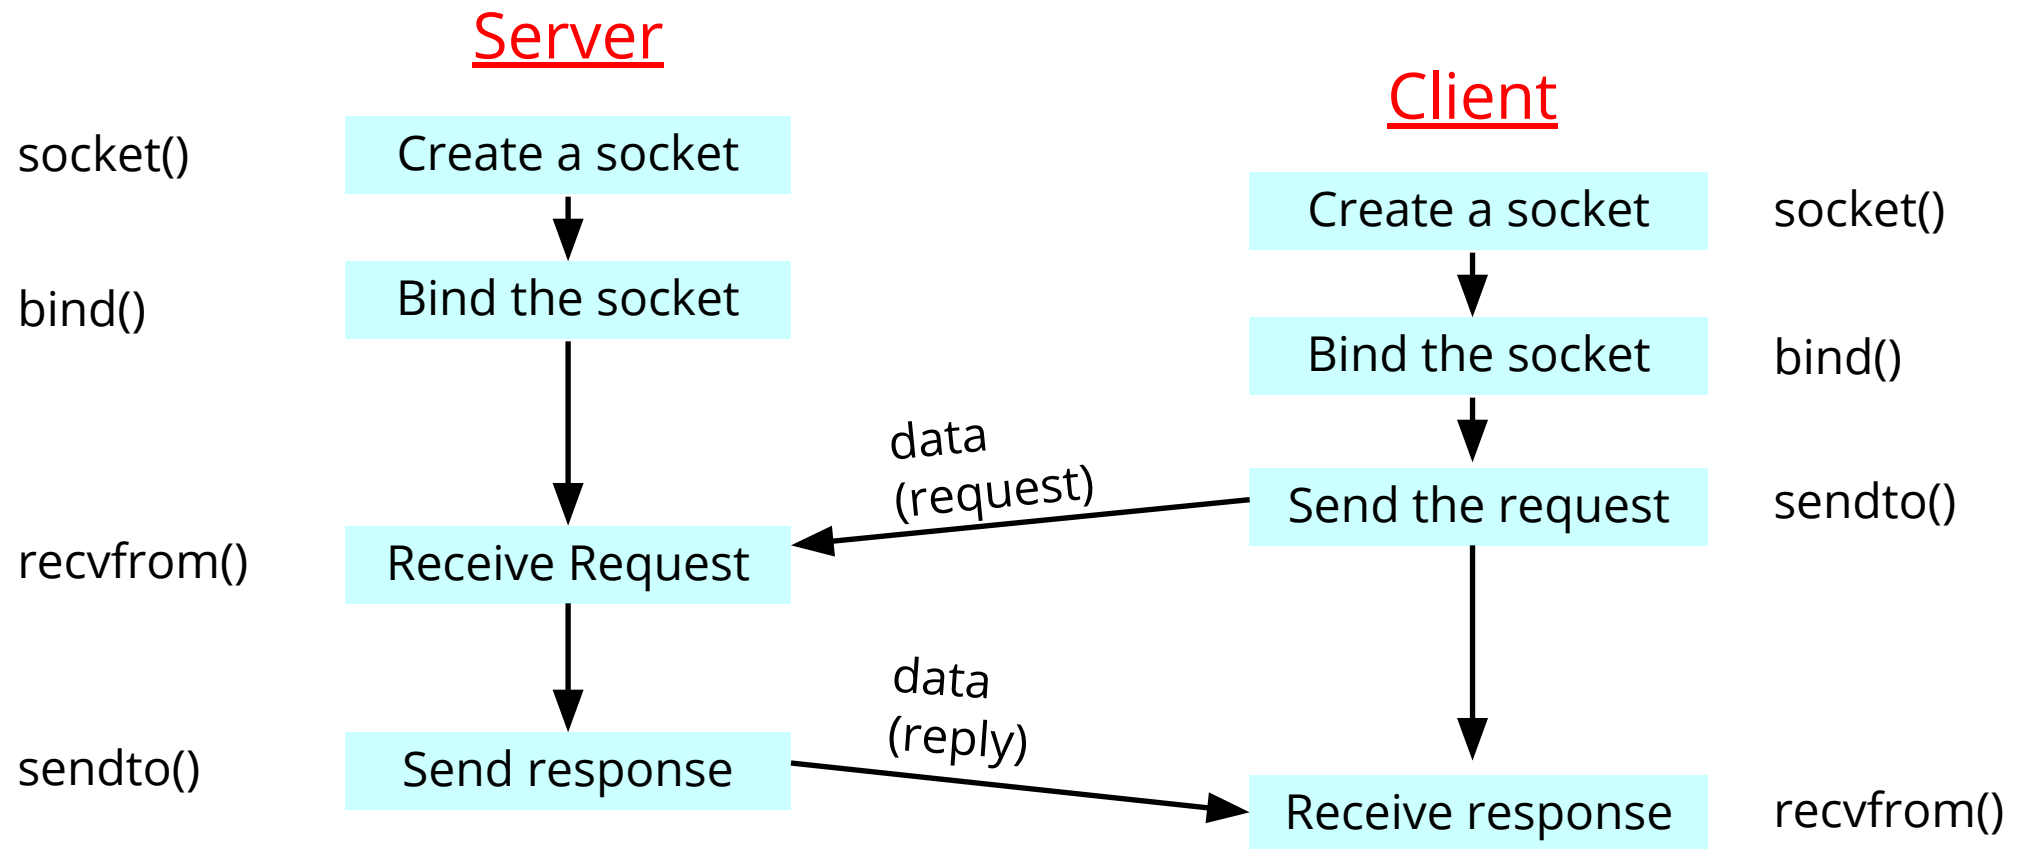 Server
Client
socket()
Create a socket
Create a socket
socket()
bind()
Bind the socket
Bind the socket
bind()
data
(request)
Send the request
sendto()
recvfrom()
Receive Request
data
(reply)
sendto()
Send response
Receive response
recvfrom()